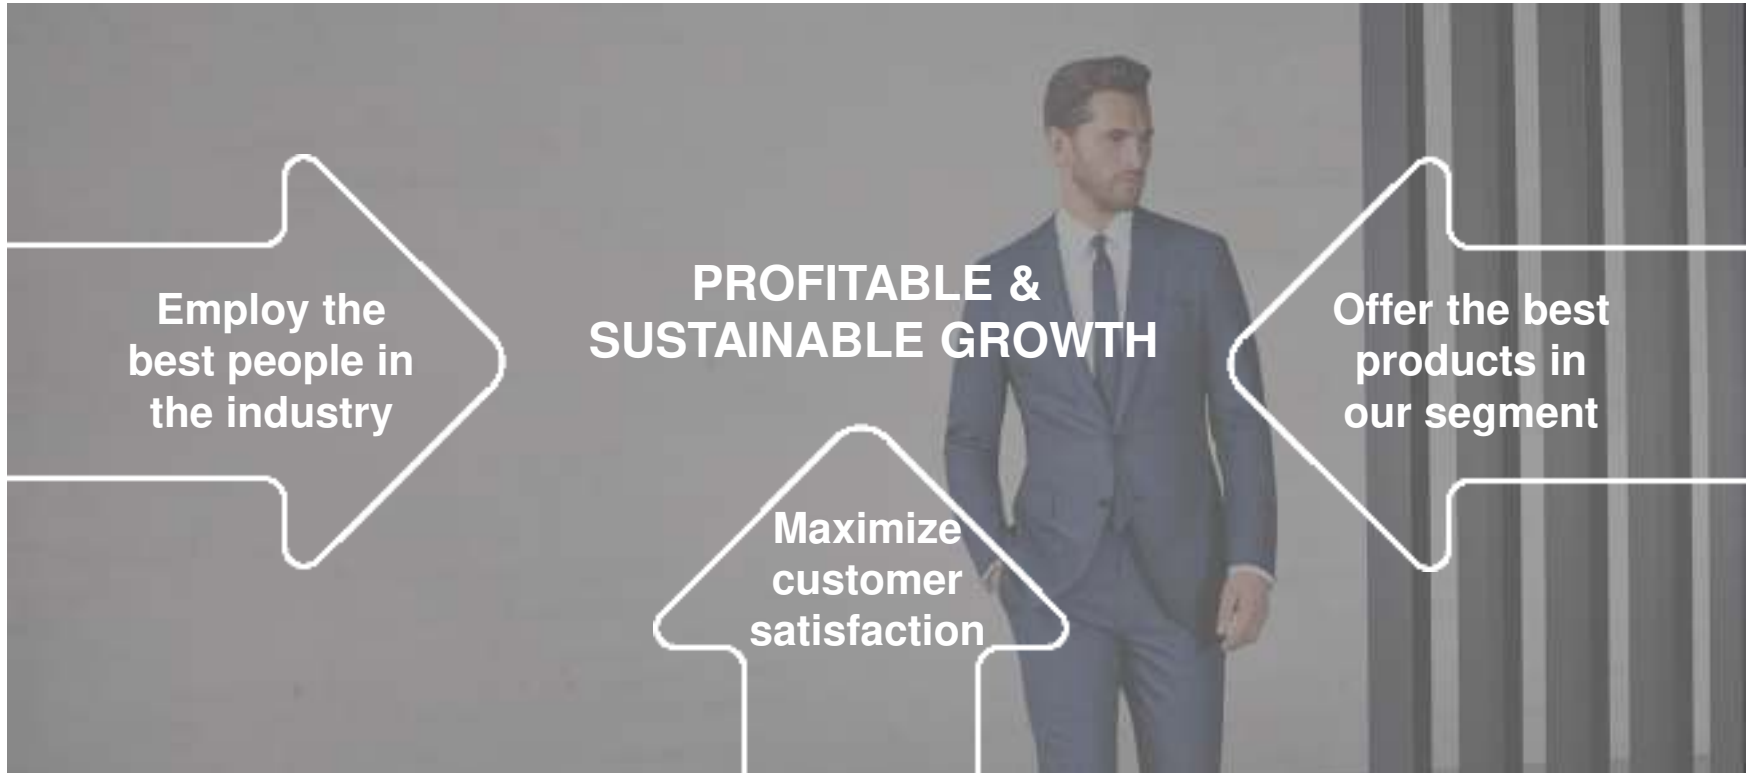 PROFITABLE &
SUSTAINABLE GROWTH
Employ the
best people in
the industry
Offer the best
products in
our segment
Maximize
customer
satisfaction